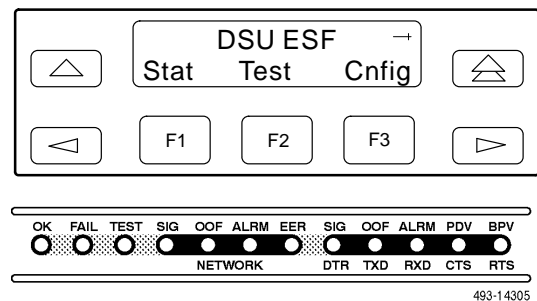 DSU ESF →
Stat Test Cnfig
F1 F2 F3
OK FAIL TEST SIG OOF ALRM EER SIG OOF ALRM PDV BPV
NETWORK DTR TXD RXD CTS RTS
493-14305